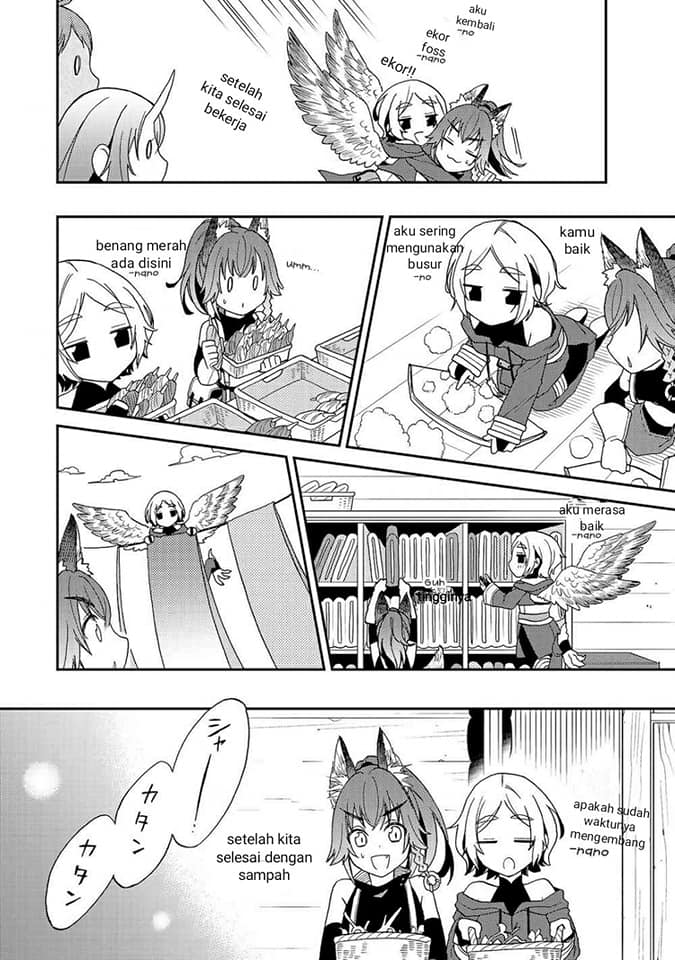 aku
kembali
-no
ekor
foss
-nano
ekor!!
setelah
kita selesai
bekerja
kamu
baik
aku sering
mengunakan
busur
-no
umm...
benang merah
ada disini
-nano
aku merasa
baik
-nano
Guh
tingginya
apakah sudah
waktunya
mengembang
-nano
setelah kita
selesai dengan
sampah
シャー
カタン
カタン